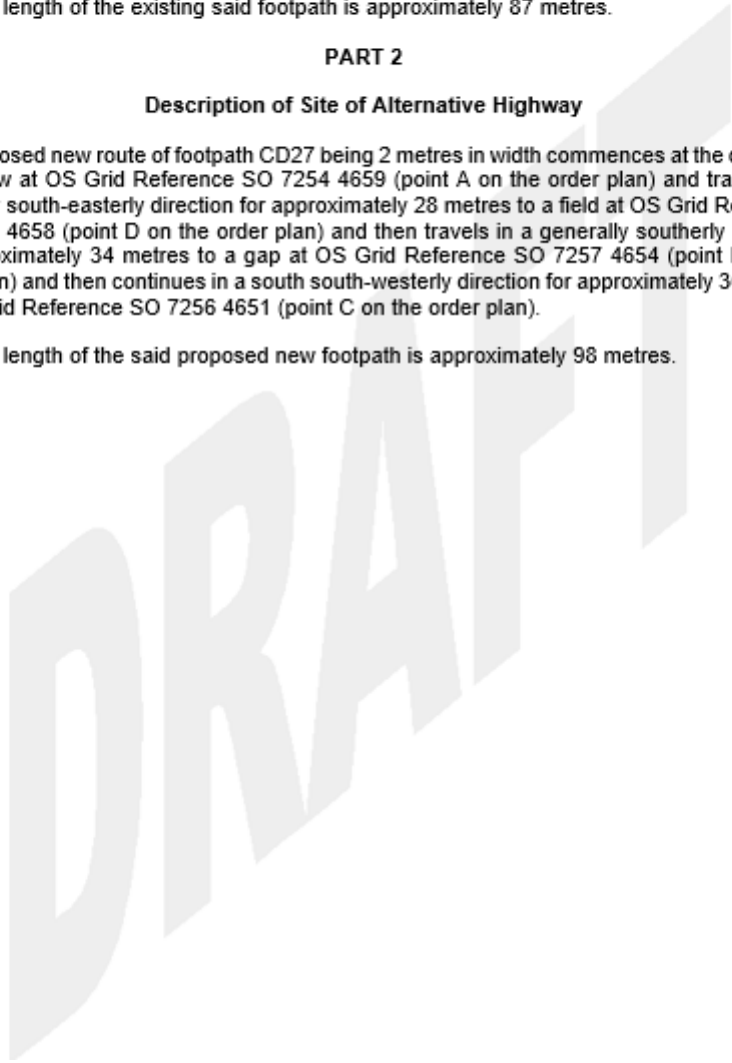 length of the existing said footpath is approximately 87 metres.
PART 2
Description of Site of Alternative Highway
osed new route of footpath CD27 being 2 metres in width commences at the
w at OS Grid Reference SO 7254 4659 (point A on the order plan) and tra
south-easterly direction for approximately 28 metres to a field at OS Grid R
4658 (point D on the order plan) and then travels in a generally southerly
oximately 34 metres to a gap at OS Grid Reference SO 7257 4654 (point
n) and then continues in a south south-westerly direction for approximately 3
id Reference SO 7256 4651 (point C on the order plan).
length of the said proposed new footpath is approximately 98 metres.
DRAFT